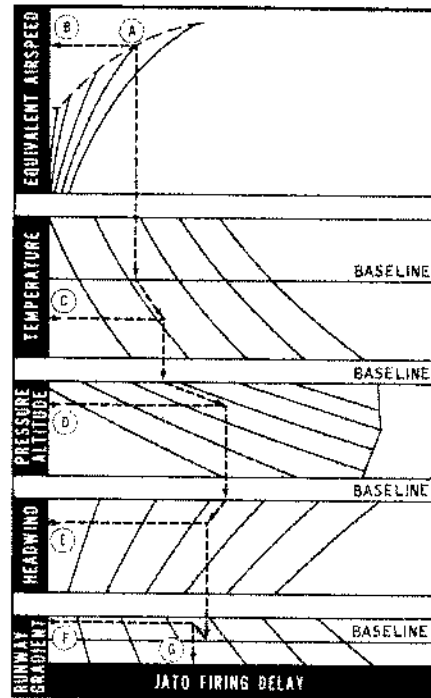 EQUIVALENT AIRSPEED
B
A
TEMPERATURE
BASELINE
C
BASELINE
PRESSURE
ALTITUDE
D
BASELINE
HEADWIND
E
RUNWAY
GRADIENT
BASELINE
F
G
JATO FIRING DELAY